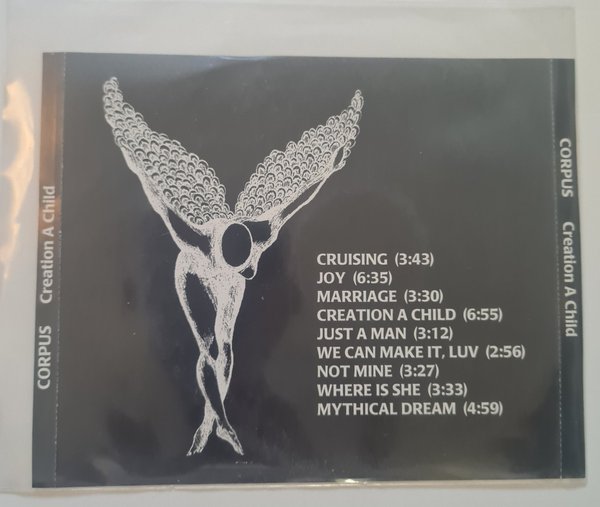 CORPUS Creation A Child
CRUISING (3:43)
JOY (6:35)
MARRIAGE (3:30)
CREATION A CHILD (6:55)
JUST A MAN (3:12)
WE CAN MAKE IT, LUV (2:56)
NOT MINE (3:27)
WHERE IS SHE (3:33)
MYTHICAL DREAM (4:59)
CORPUS Creation A Child